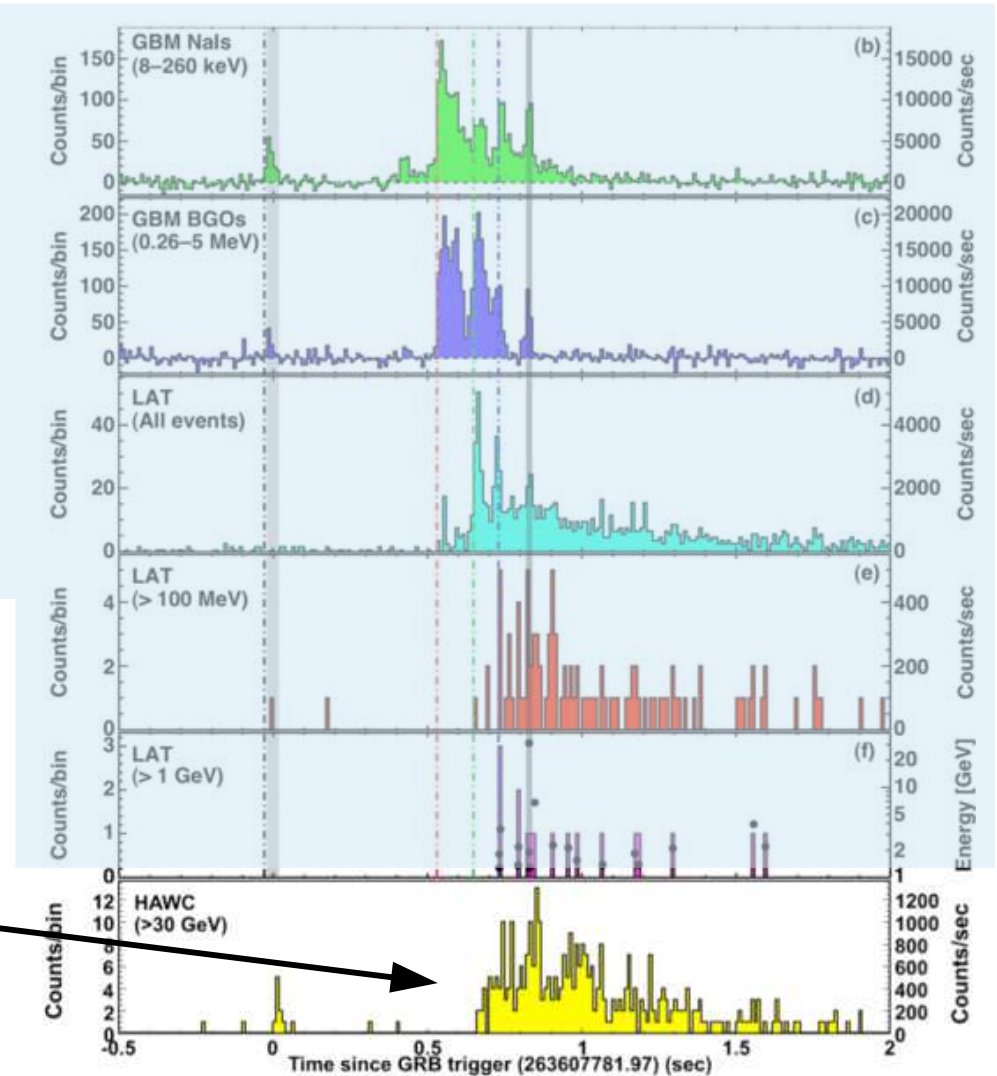 GBM NaIs
(8–260 keV)
(b)
Counts/bin
150
100
50
0
15000
10000
5000
0
Counts/sec
GBM BGOs
(0.26–5 MeV)
(c)
Counts/bin
200
150
100
50
0
20000
15000
10000
5000
0
Counts/sec
LAT
(All events)
(d)
Counts/bin
40
20
0
4000
2000
0
Counts/sec
LAT
(> 100 MeV)
(e)
Counts/bin
4
2
0
400
200
0
Counts/sec
LAT
(> 1 GeV)
(f)
Counts/bin
3
2
1
0
20
10
5
2
1
Energy [GeV]
HAWC
(>30 GeV)
Counts/bin
12
10
8
6
4
2
0
1200
1000
800
600
400
200
0
Counts/sec
-0.5
0
0.5
1
1.5
2
Time since GRB trigger (263607781.97) (sec)